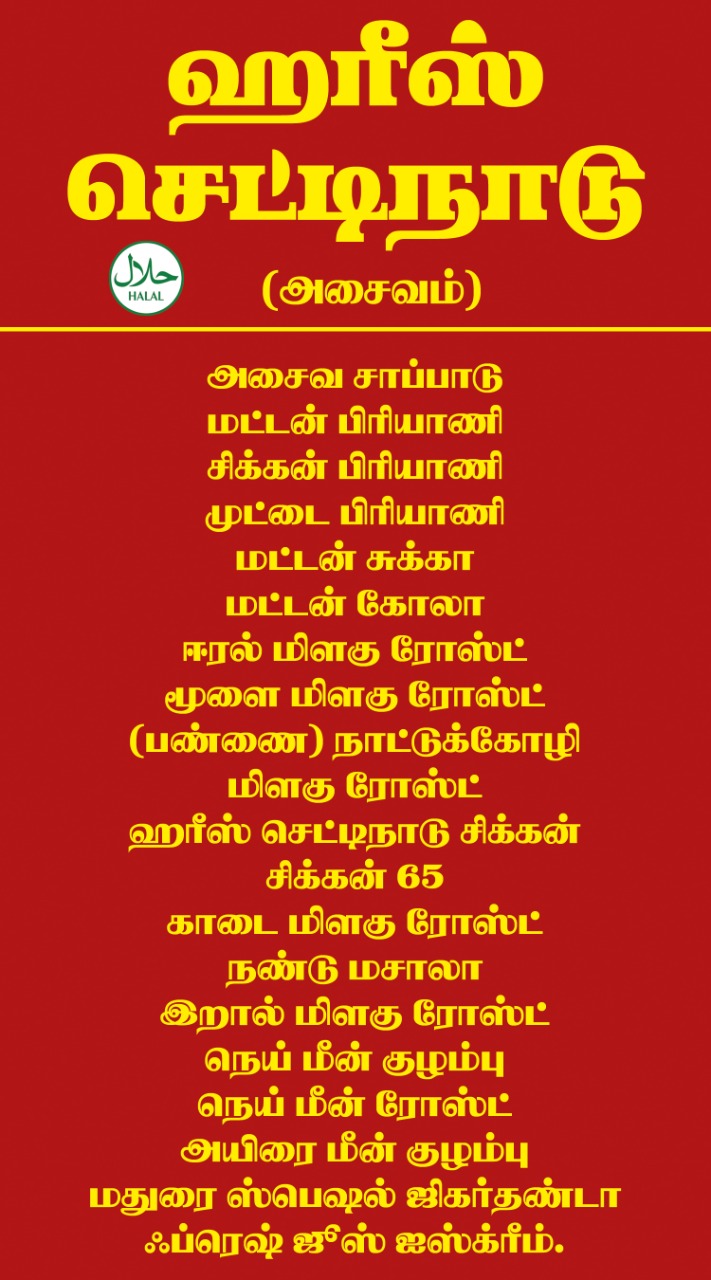 ஹரீஸ்
செட்டிநாடு
حلال
HALAL
(அசைவம்)
அசைவ சாப்பாடு
மட்டன் பிரியாணி
சிக்கன் பிரியாணி
முட்டை பிரியாணி
மட்டன் சுக்கா
மட்டன் கோலா
ஈரல் மிளகு ரோஸ்ட்
மூளை மிளகு ரோஸ்ட்
(பண்ணை) நாட்டுக்கோழி
மிளகு ரோஸ்ட்
ஹரீஸ் செட்டிநாடு சிக்கன்
சிக்கன் 65
காடை மிளகு ரோஸ்ட்
நண்டு மசாலா
இறால் மிளகு ரோஸ்ட்
நெய் மீன் குழம்பு
நெய் மீன் ரோஸ்ட்
அயிரை மீன் குழம்பு
மதுரை ஸ்பெஷல் ஜிகர்தண்டா
ஃப்ரெஷ் ஜூஸ் ஐஸ்க்ரீம்.